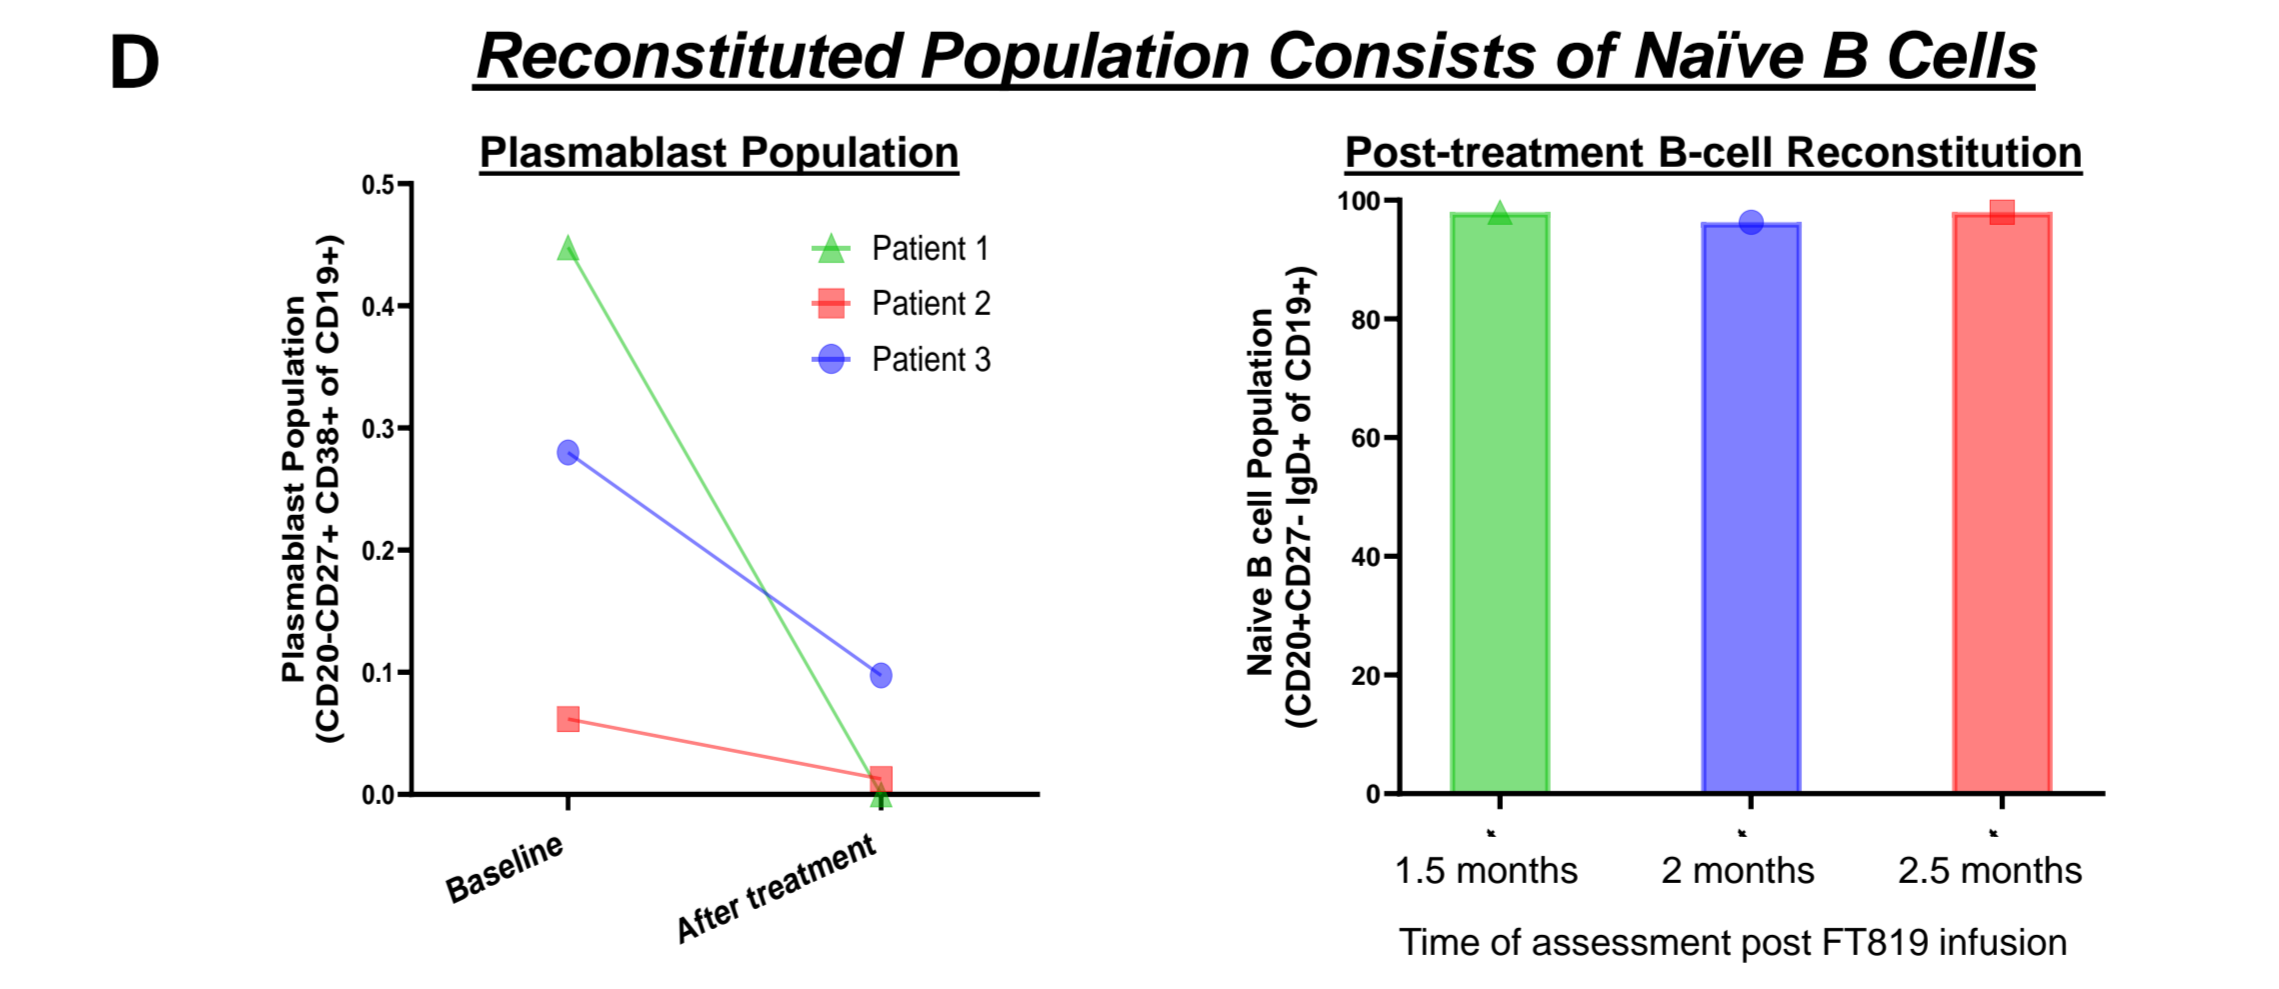 D
Reconstituted Population Consists of Naïve B Cells
Plasmablast Population
Plasmablast Population
(CD20-CD27+ CD38+ of CD19+)
0.5
0.4
0.3
0.2
0.1
0.0
Patient 1
Patient 2
Patient 3
Baseline
After treatment
Post-treatment B-cell Reconstitution
Naive B cell Population
(CD20+CD27- IgD+ of CD19+)
100
80
60
40
20
0
1.5 months
2 months
2.5 months
Time of assessment post FT819 infusion